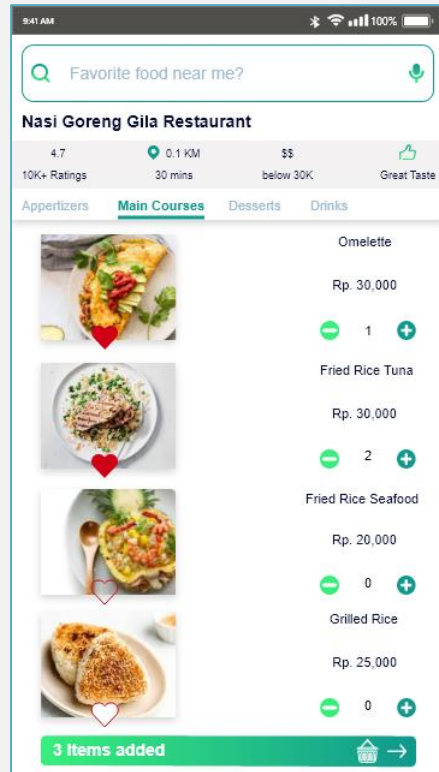 9:41 AM 100%
Favorite food near me?
Nasi Goreng Gila Restaurant
4.7 0.1 KM $$
10K+ Ratings 30 mins below 30K Great Taste
Appertizers Main Courses Desserts Drinks
Omelette
Rp. 30,000
1
Fried Rice Tuna
Rp. 30,000
2
Fried Rice Seafood
Rp. 20,000
0
Grilled Rice
Rp. 25,000
0
3 Items added